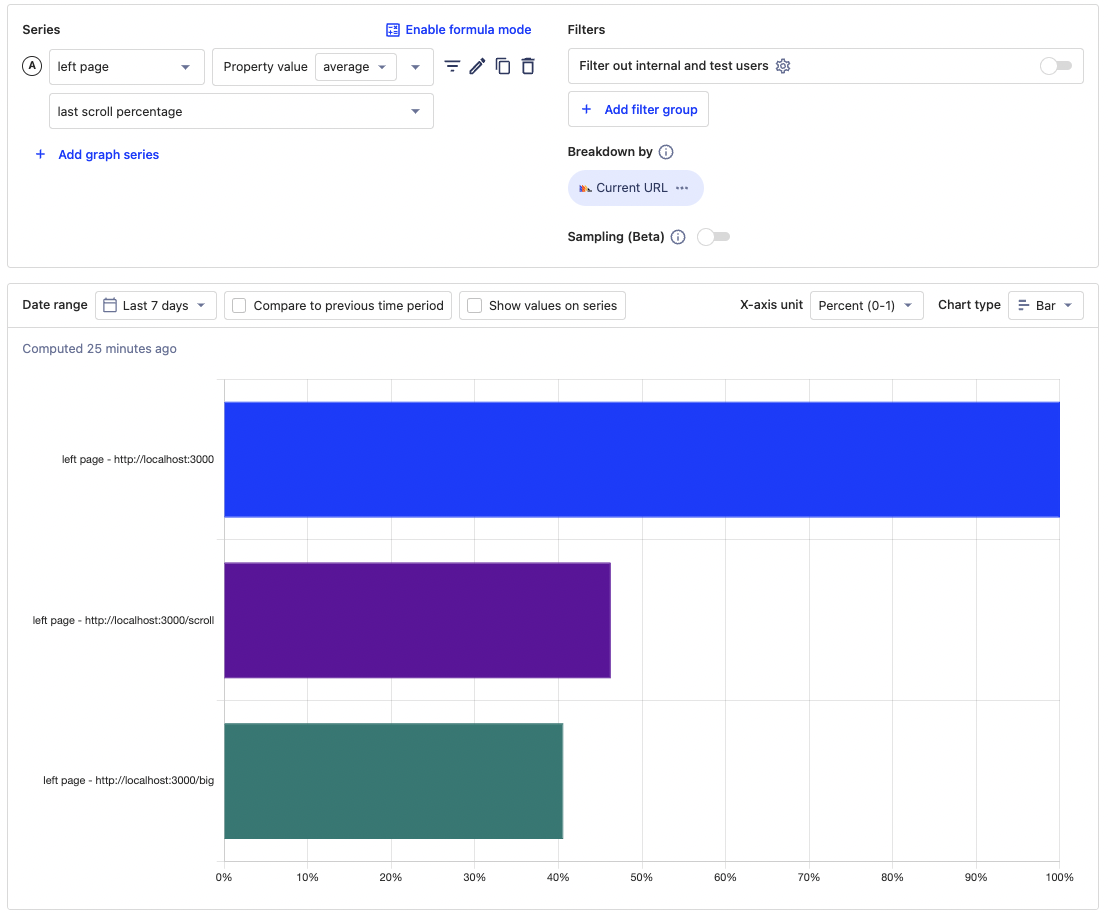 Series
Enable formula mode
A
left page
Property value
average
last scroll percentage
+ Add graph series
Filters
Filter out internal and test users
+ Add filter group
Breakdown by
Current URL
Sampling (Beta)
Date range
Last 7 days
Compare to previous time period
Show values on series
X-axis unit
Percent (0-1)
Chart type
Bar
Computed 25 minutes ago
left page - http://localhost:3000
left page - http://localhost:3000/scroll
left page - http://localhost:3000/big
0% 10% 20% 30% 40% 50% 60% 70% 80% 90% 100%